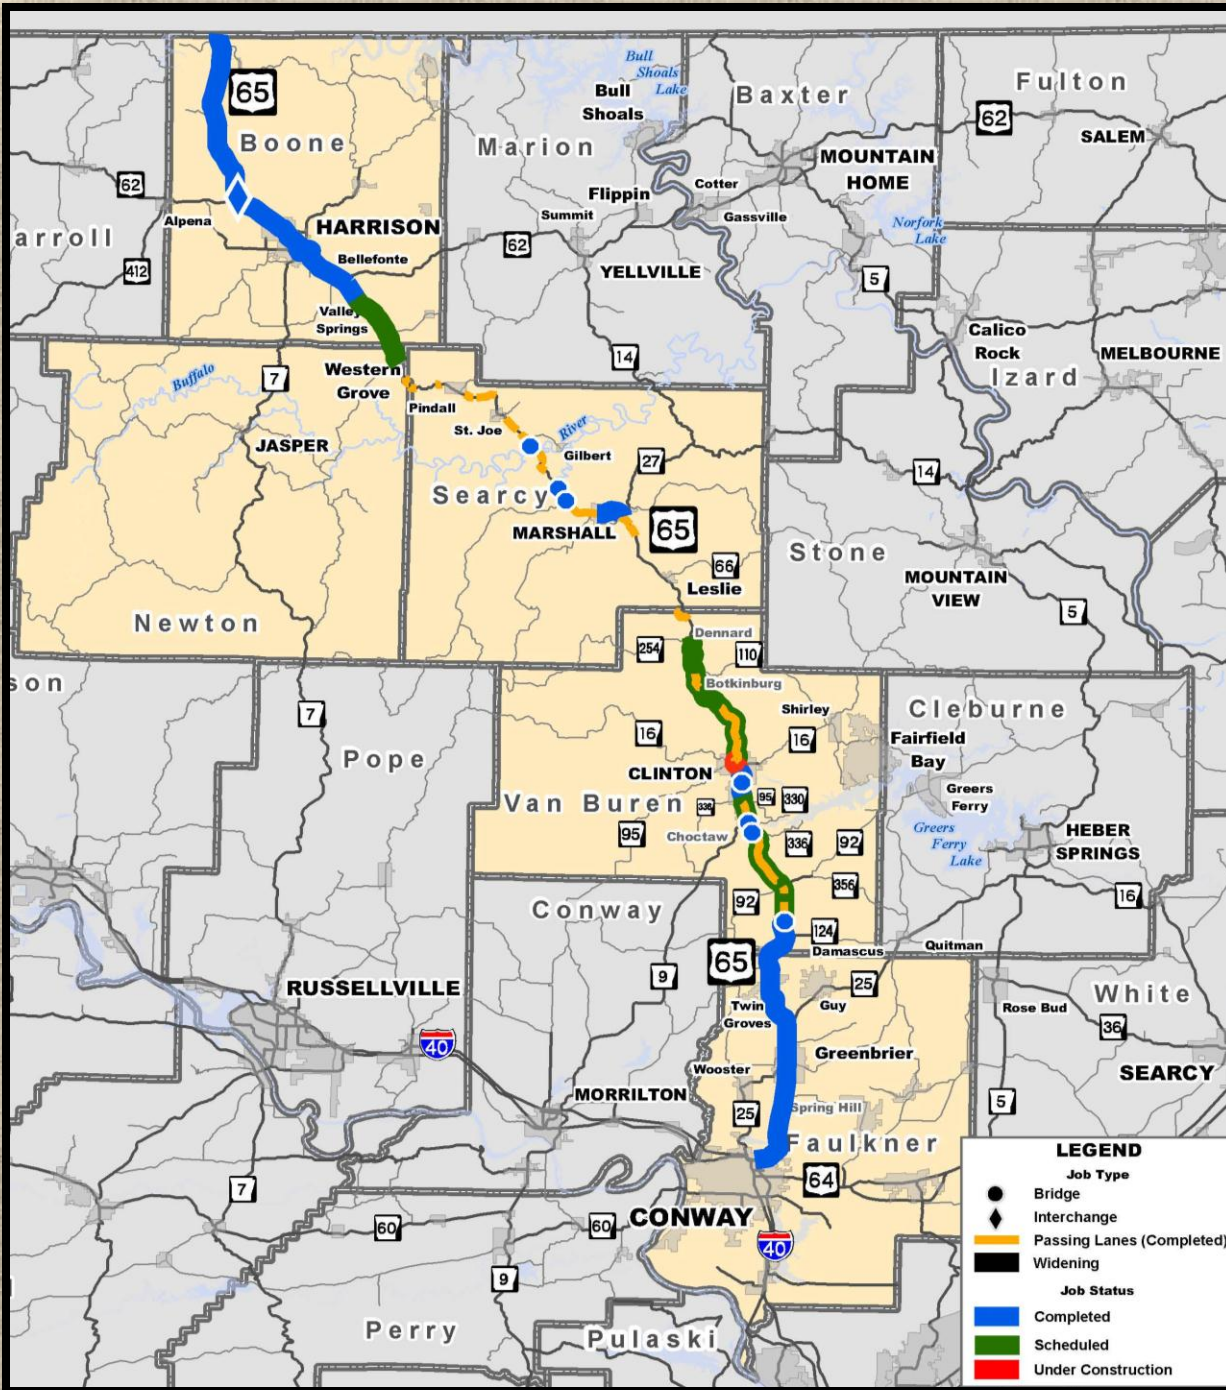 Bull
Shoals
Lake
Bull
Shoals
Baxter
Fulton
65
62
Boone
Marion
SALEM
MOUNTAIN
HOME
62
Flippin
Cotter
Alpena
Summit
Gassville
HARRISON
Norfork
Lake
arroll
62
412
Bellefonte
YELLVILLE
5
Valley
Springs
Calico
Rock
MELBOURNE
Izard
14
Western
Grove
Buffalo
7
Pindall
River
St. Joe
JASPER
Gilbert
27
14
Searcy
MARSHALL
65
Stone
66
Leslie
MOUNTAIN
VIEW
5
Newton
Dennard
254
110
son
Botkinburg
7
Shirley
Cleburne
16
16
Fairfield
Bay
Pope
CLINTON
Greers
Ferry
Van Buren
336
95
330
95
Choctaw
336
92
Greers
Ferry
Lake
HEBER
SPRINGS
356
16
92
Conway
124
Quitman
Damascus
65
9
25
RUSSELLVILLE
Twin
Groves
Guy
Rose Bud
White
36
40
Greenbrier
Wooster
SEARCY
MORRILTON
25
Spring Hill
5
Faulkner
64
7
CONWAY
60
60
40
9
Perry
Pulaski
LEGEND
Job Type
Bridge
Interchange
Passing Lanes (Completed)
Widening
Job Status
Completed
Scheduled
Under Construction